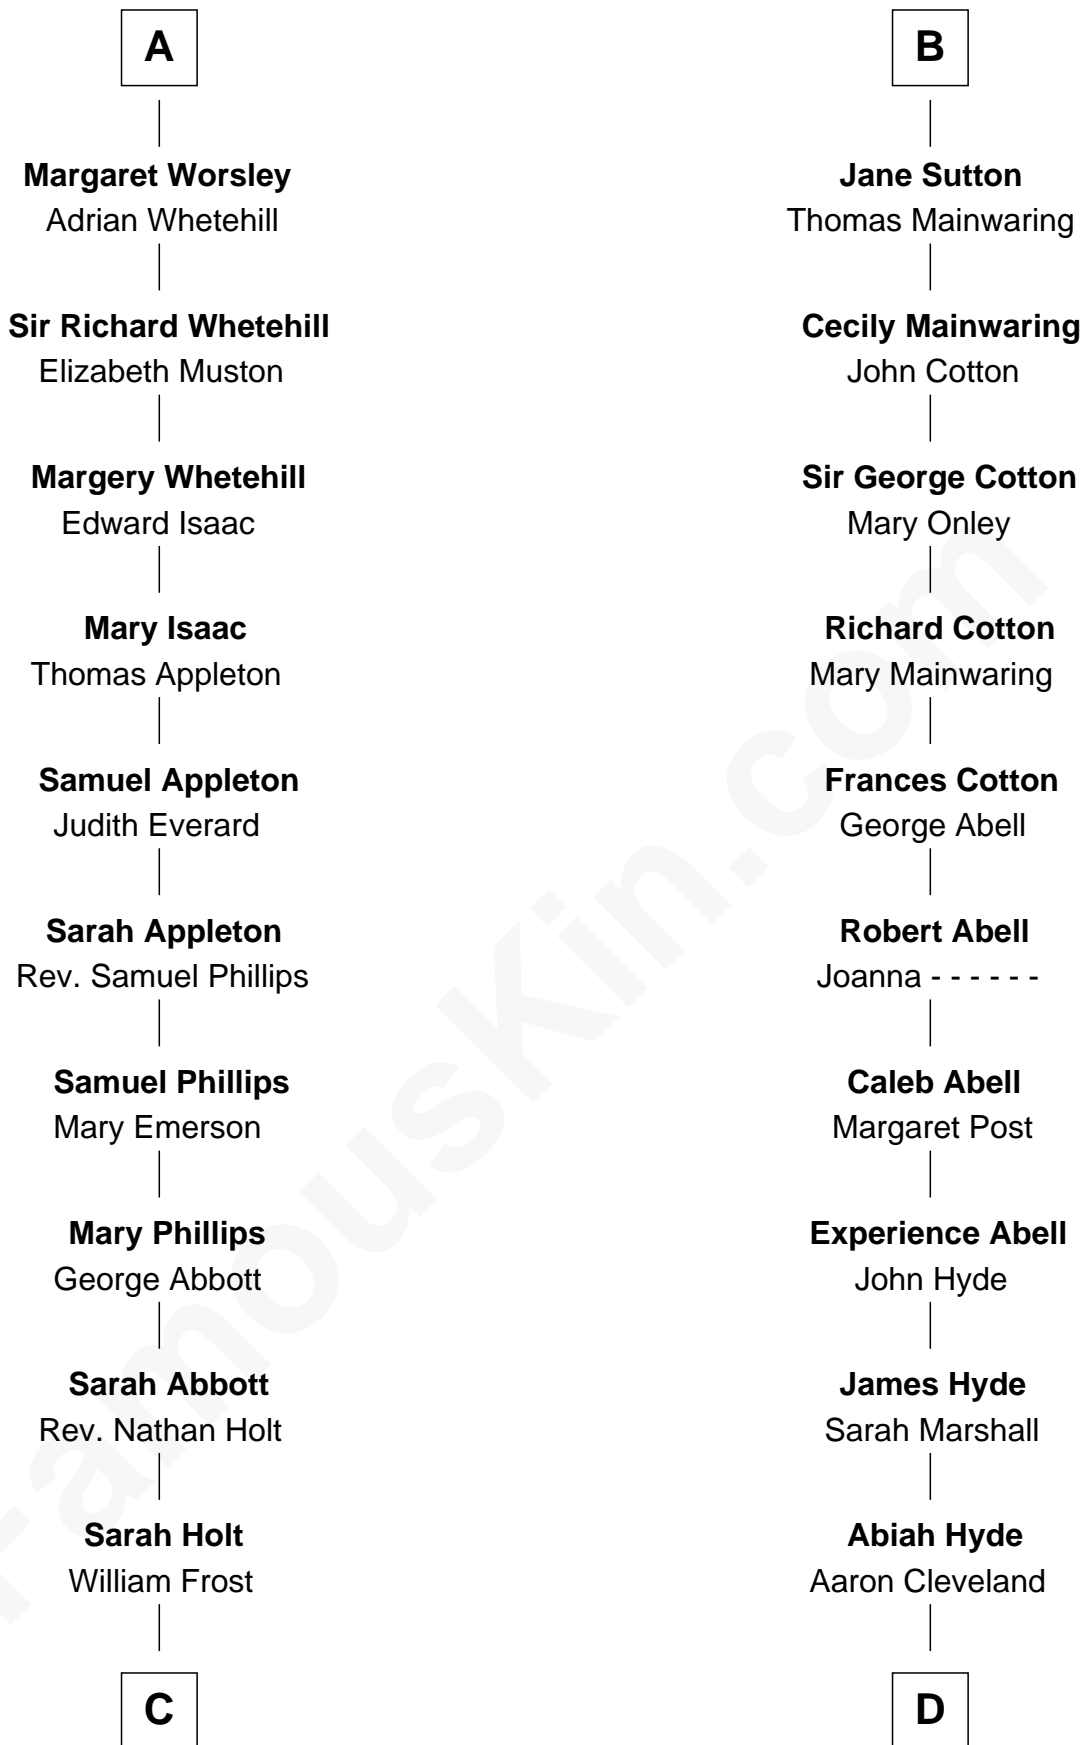 A
Margaret Worsley
Adrian Whetehill
Sir Richard Whetehill
Elizabeth Muston
Margery Whetehill
Edward Isaac
Mary Isaac
Thomas Appleton
Samuel Appleton
Judith Everard
Sarah Appleton
Rev. Samuel Phillips
Samuel Phillips
Mary Emerson
Mary Phillips
George Abbott
Sarah Abbott
Rev. Nathan Holt
Sarah Holt
William Frost
C
B
Jane Sutton
Thomas Mainwaring
Cecily Mainwaring
John Cotton
Sir George Cotton
Mary Onley
Richard Cotton
Mary Mainwaring
Frances Cotton
George Abell
Robert Abell
Joanna - - - - - -
Caleb Abell
Margaret Post
Experience Abell
John Hyde
James Hyde
Sarah Marshall
Abiah Hyde
Aaron Cleveland
D
FamousKin.com